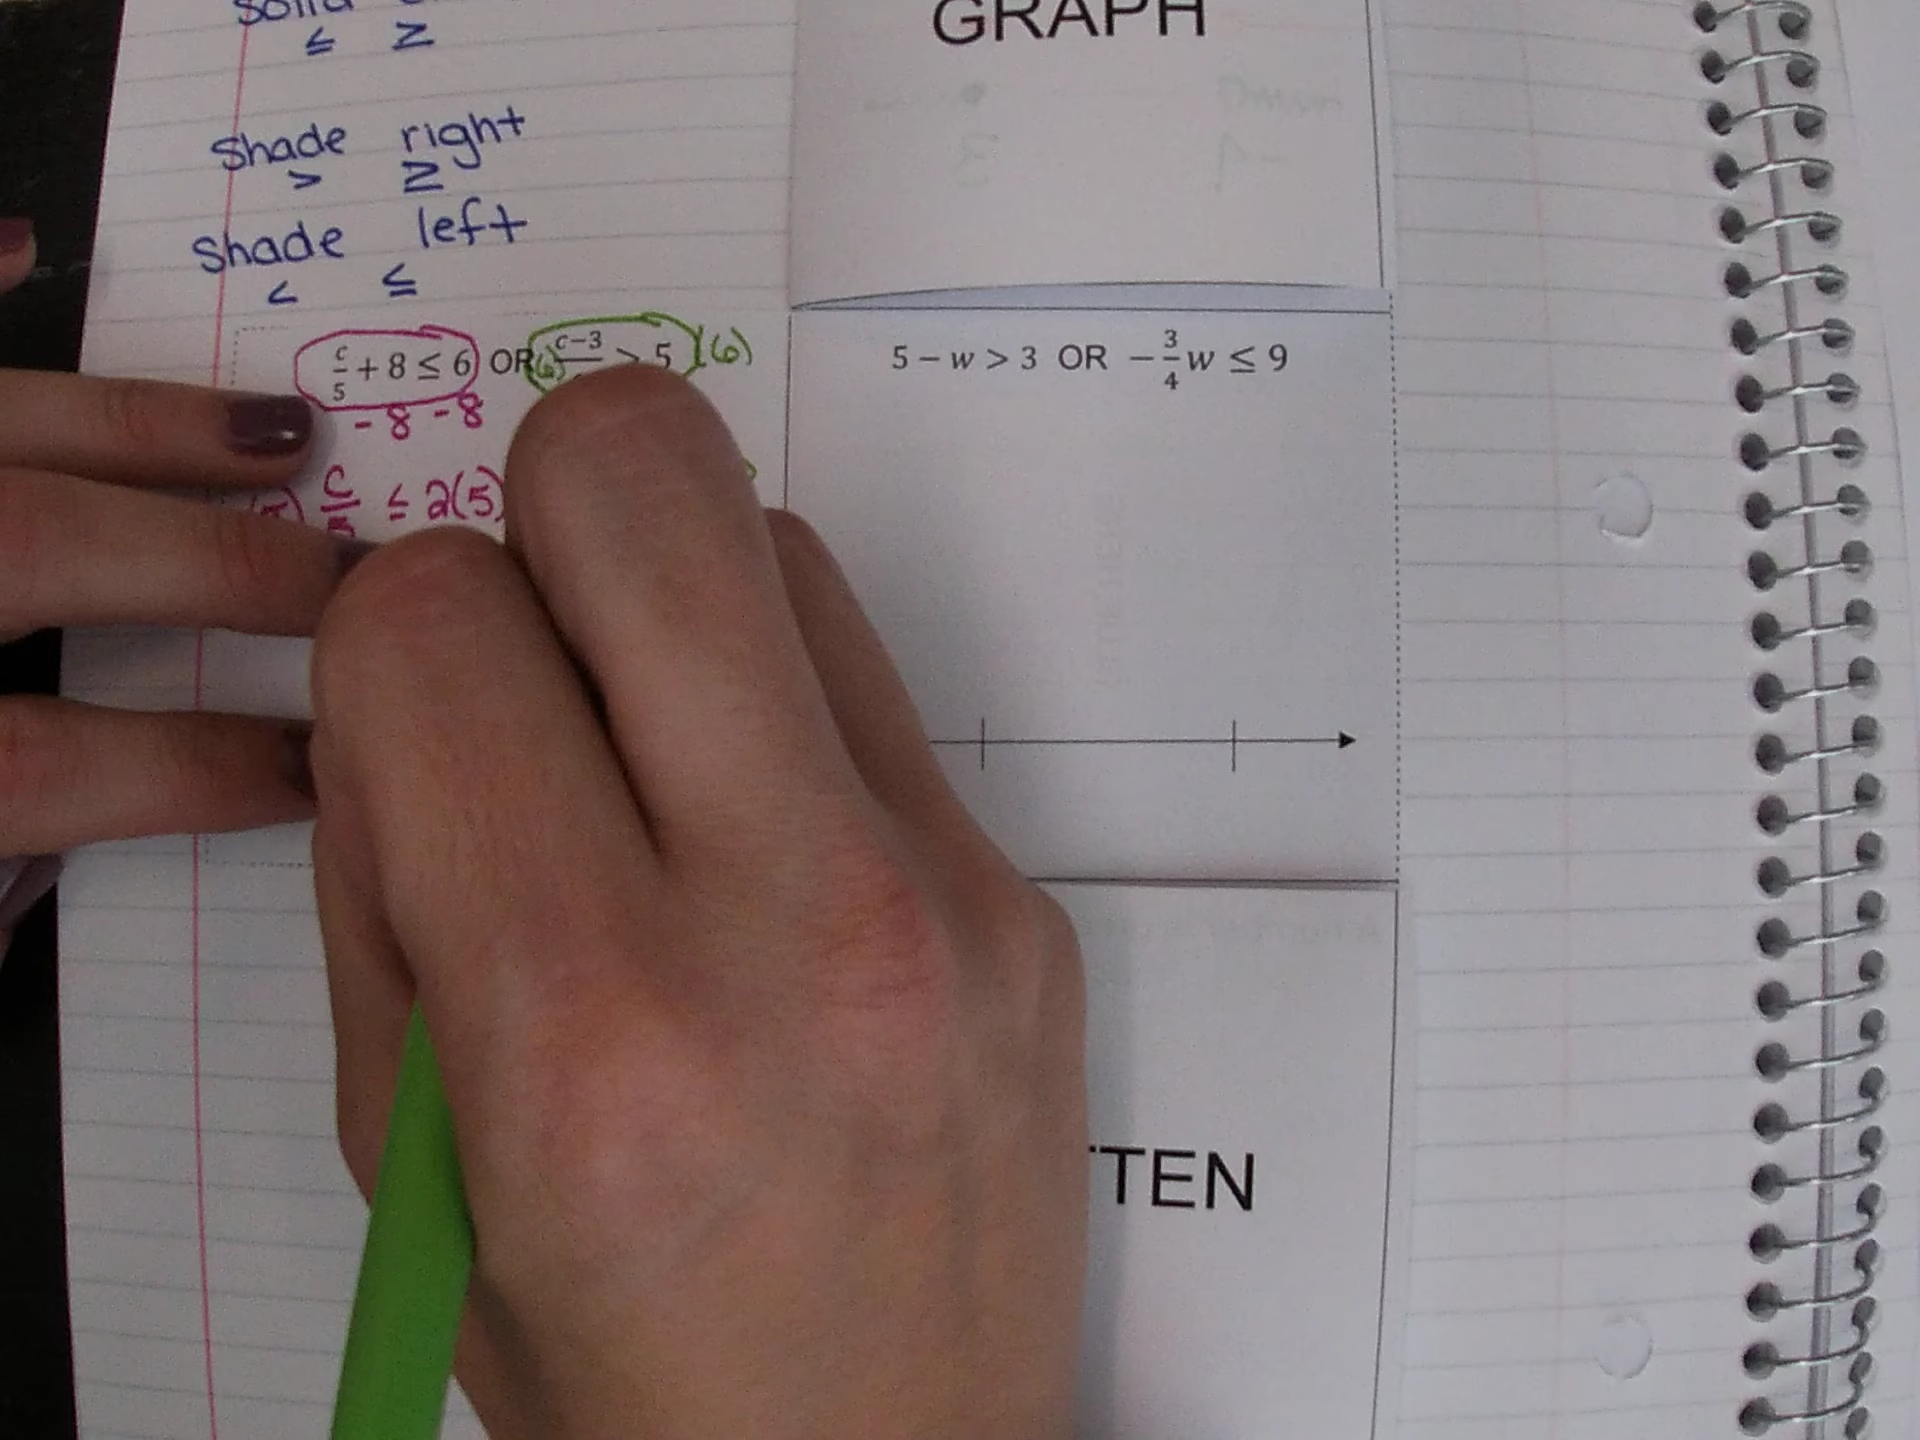 ≤ ≥
GRAPH
Shade right
> ≥
Shade left
< ≤
c/5 + 8 ≤ 6 OR (6) c−3 > 5 (6)
-8 -8
c ≤ 2(5)
5 − w > 3 OR −3/4 w ≤ 9
TEN